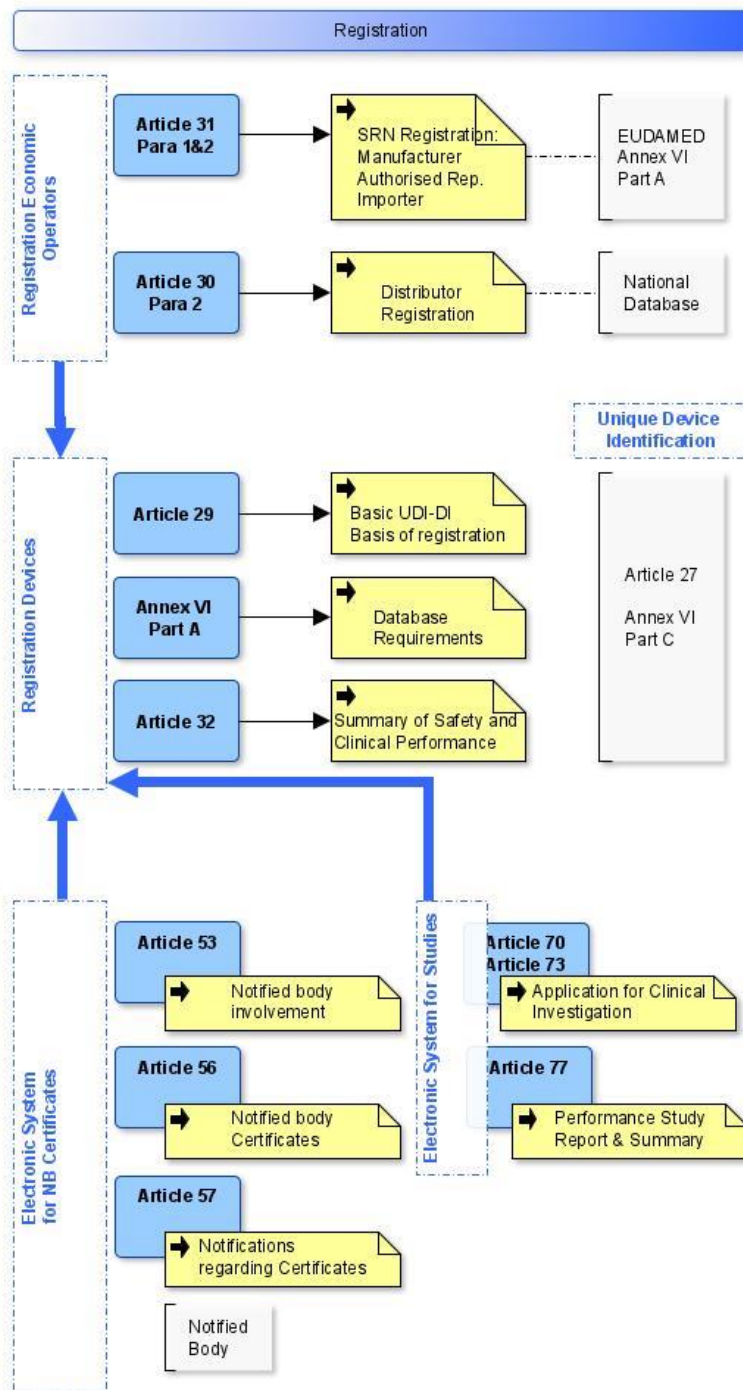 Registration
Registration Economic
Operators
Article 31
Para 1&2
SRN Registration:
Manufacturer
Authorised Rep.
Importer
EUDAMED
Annex VI
Part A
Article 30
Para 2
Distributor
Registration
National
Database
Unique Device
Identification
Registration Devices
Article 29
Basic UDI-DI
Basis of registration
Annex VI
Part A
Database
Requirements
Article 32
Summary of Safety and
Clinical Performance
Article 27
Annex VI
Part C
Electronic System
for NB Certificates
Article 53
Notified body
involvement
Article 56
Notified body
Certificates
Article 57
Notifications
regarding Certificates
Notified
Body
Electronic System for Studies
Article 70
Article 73
Application for Clinical
Investigation
Article 77
Performance Study
Report & Summary